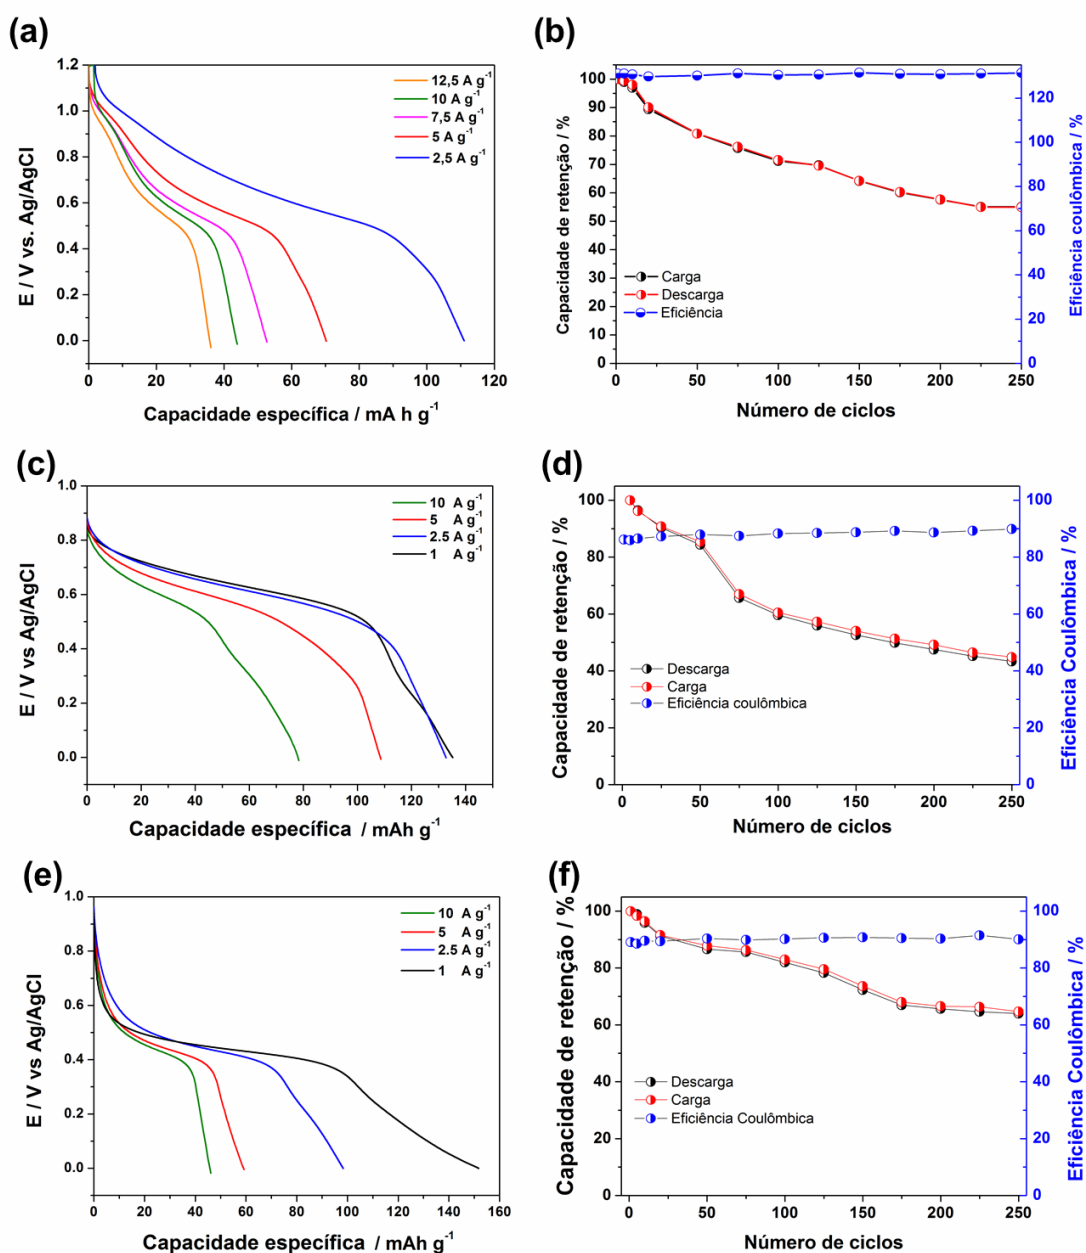 (a)
1.2
1.0
0.8
0.6
0.4
0.2
0.0
E / V vs. Ag/AgCl
12,5 A g⁻¹
10 A g⁻¹
7,5 A g⁻¹
5 A g⁻¹
2,5 A g⁻¹
0 20 40 60 80 100 120
Capacidade específica / mA h g⁻¹
(b)
100
90
80
70
60
50
40
30
20
10
0
Capacidade de retenção / %
Carga
Descarga
Eficiência
120
100
80
60
40
20
0
Eficiência coulômbica / %
0 50 100 150 200 250
Número de ciclos
(c)
1.0
0.8
0.6
0.4
0.2
0.0
E / V vs Ag/AgCl
10 A g⁻¹
5 A g⁻¹
2.5 A g⁻¹
1 A g⁻¹
0 20 40 60 80 100 120 140
Capacidade específica / mAh g⁻¹
(d)
100
80
60
40
20
0
Capacidade de retenção / %
Descarga
Carga
Eficiência coulômbica
100
80
60
40
20
0
Eficiência Coulômbica / %
0 50 100 150 200 250
Número de ciclos
(e)
1.0
0.8
0.6
0.4
0.2
0.0
E / V vs Ag/AgCl
10 A g⁻¹
5 A g⁻¹
2.5 A g⁻¹
1 A g⁻¹
0 20 40 60 80 100 120 140 160
Capacidade específica / mAh g⁻¹
(f)
100
80
60
40
20
0
Capacidade de retenção / %
Descarga
Carga
Eficiência Coulômbica
100
80
60
40
20
0
Eficiência Coulômbica / %
0 50 100 150 200 250
Número de ciclos